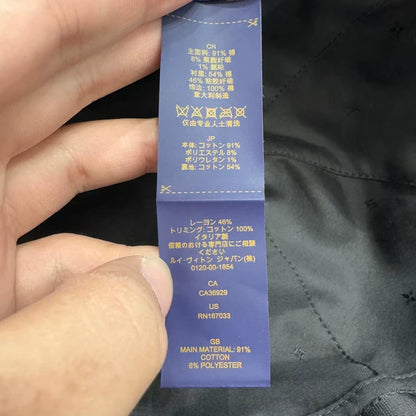 CN
主面料: 91% 棉
8% 聚酯纤维
1% 氨纶
衬里: 54% 棉
46% 粘胶纤维
饰边: 100% 棉
意大利制造
仅由专业人士清洗
JP
本体: コットン 91%
ポリエステル 8%
ポリウレタン 1%
裏地: コットン 54%
レーヨン 46%
トリミング: コットン 100%
イタリア製
信頼のおける専門店にご相談
ください
ルイ・ヴィトン ジャパン(株)
0120-00-1854
CA
CA36929
US
RN167033
GB
MAIN MATERIAL: 91%
COTTON
8% POLYESTER